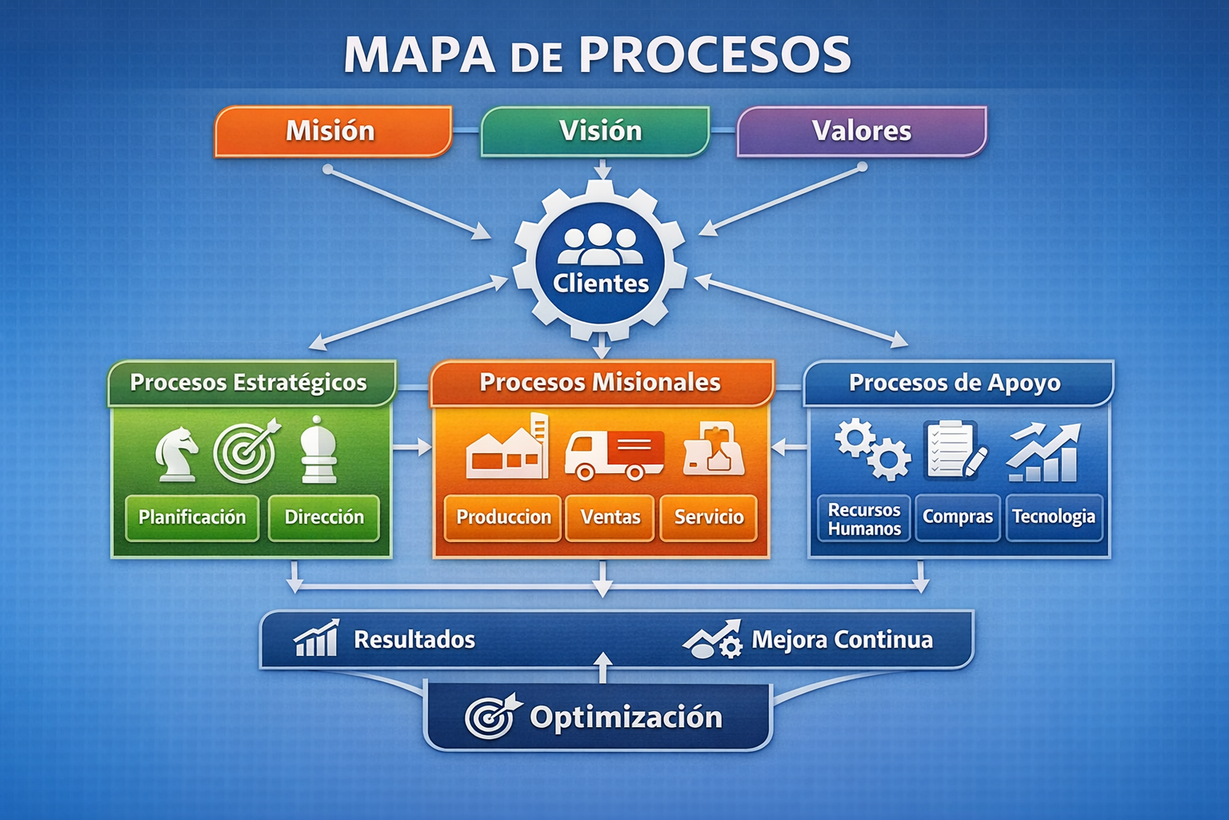 MAPA DE PROCESOS
Misión
Visión
Valores
Clientes
Procesos Estratégicos
Procesos Misionales
Procesos de Apoyo
Planificación
Dirección
Produccion
Ventas
Servicio
Recursos
Humanos
Compras
Tecnologia
Resultados
Mejora Continua
Optimización